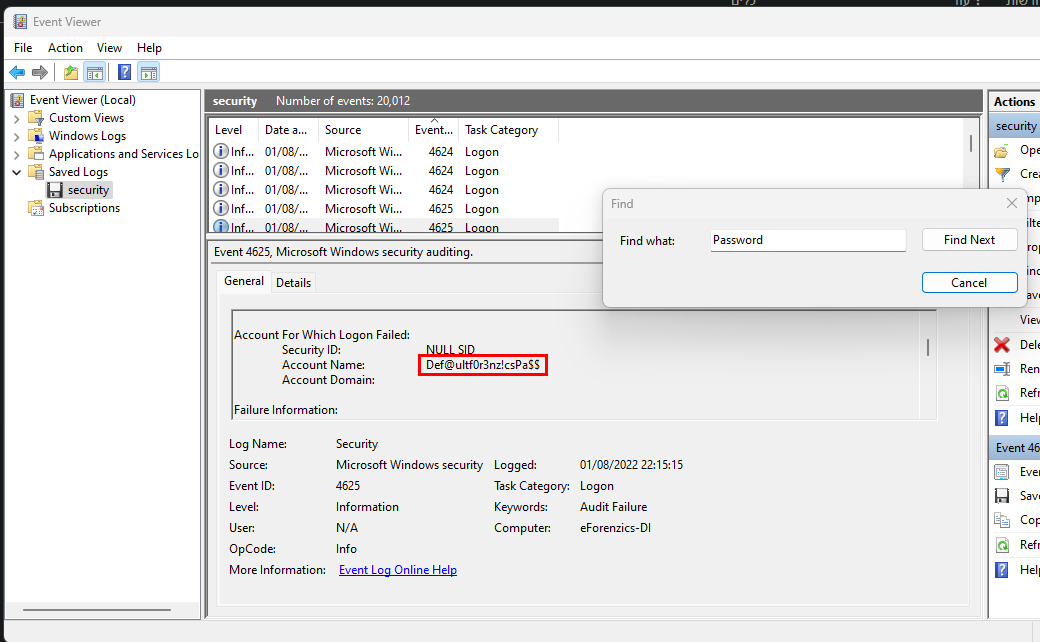 Event Viewer
File Action View Help
Event Viewer (Local)
Custom Views
Windows Logs
Applications and Services Lo
Saved Logs
security
Subscriptions
security Number of events: 20,012
Level Date a... Source Event... Task Category
Inf... 01/08/... Microsoft Wi... 4624 Logon
Inf... 01/08/... Microsoft Wi... 4624 Logon
Inf... 01/08/... Microsoft Wi... 4624 Logon
Inf... 01/08/... Microsoft Wi... 4625 Logon
Inf... 01/08/... Microsoft Wi... 4625 Logon
Event 4625, Microsoft Windows security auditing.
General Details
Account For Which Logon Failed:
Security ID: NULL SID
Account Name: Def@ultf0r3nz!csPa$$
Account Domain:
Failure Information:
Log Name: Security
Source: Microsoft Windows security Logged: 01/08/2022 22:15:15
Event ID: 4625 Task Category: Logon
Level: Information Keywords: Audit Failure
User: N/A Computer: eForenzics-DI
OpCode: Info
More Information: Event Log Online Help
Find
Find what: Password Find Next
Cancel
Actions
security
Ope
Crea
mp
ilte
rop
ind
ave
View
Dele
Ren
Refr
Help
Event 46
Ever
Save
Cop
Refr
Help